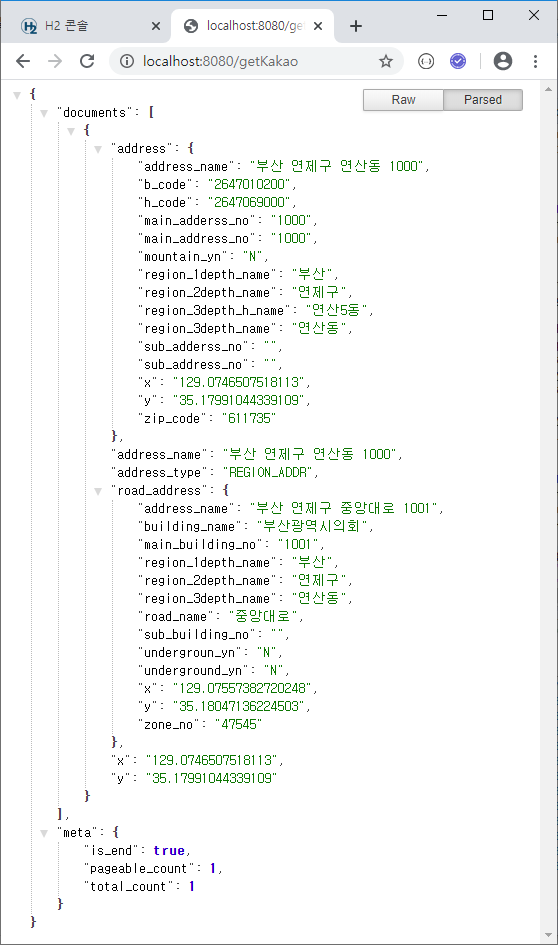 H2 콘솔
localhost:8080/get
localhost:8080/getKakao
Raw
Parsed
{
"documents": [
{
"address": {
"address_name": "부산 연제구 연산동 1000",
"b_code": "2647010200",
"h_code": "2647069000",
"main_adderss_no": "1000",
"main_address_no": "1000",
"mountain_yn": "N",
"region_1depth_name": "부산",
"region_2depth_name": "연제구",
"region_3depth_h_name": "연산5동",
"region_3depth_name": "연산동",
"sub_adderss_no": "",
"sub_address_no": "",
"x": "129.0746507518113",
"y": "35.17991044339109",
"zip_code": "611735"
},
"address_name": "부산 연제구 연산동 1000",
"address_type": "REGION_ADDR",
"road_address": {
"address_name": "부산 연제구 중앙대로 1001",
"building_name": "부산광역시의회",
"main_building_no": "1001",
"region_1depth_name": "부산",
"region_2depth_name": "연제구",
"region_3depth_name": "연산동",
"road_name": "중앙대로",
"sub_building_no": "",
"undergroun_yn": "N",
"underground_yn": "N",
"x": "129.07557382720248",
"y": "35.18047136224503",
"zone_no": "47545"
},
"x": "129.0746507518113",
"y": "35.17991044339109"
}
],
"meta": {
"is_end": true,
"pageable_count": 1,
"total_count": 1
}
}